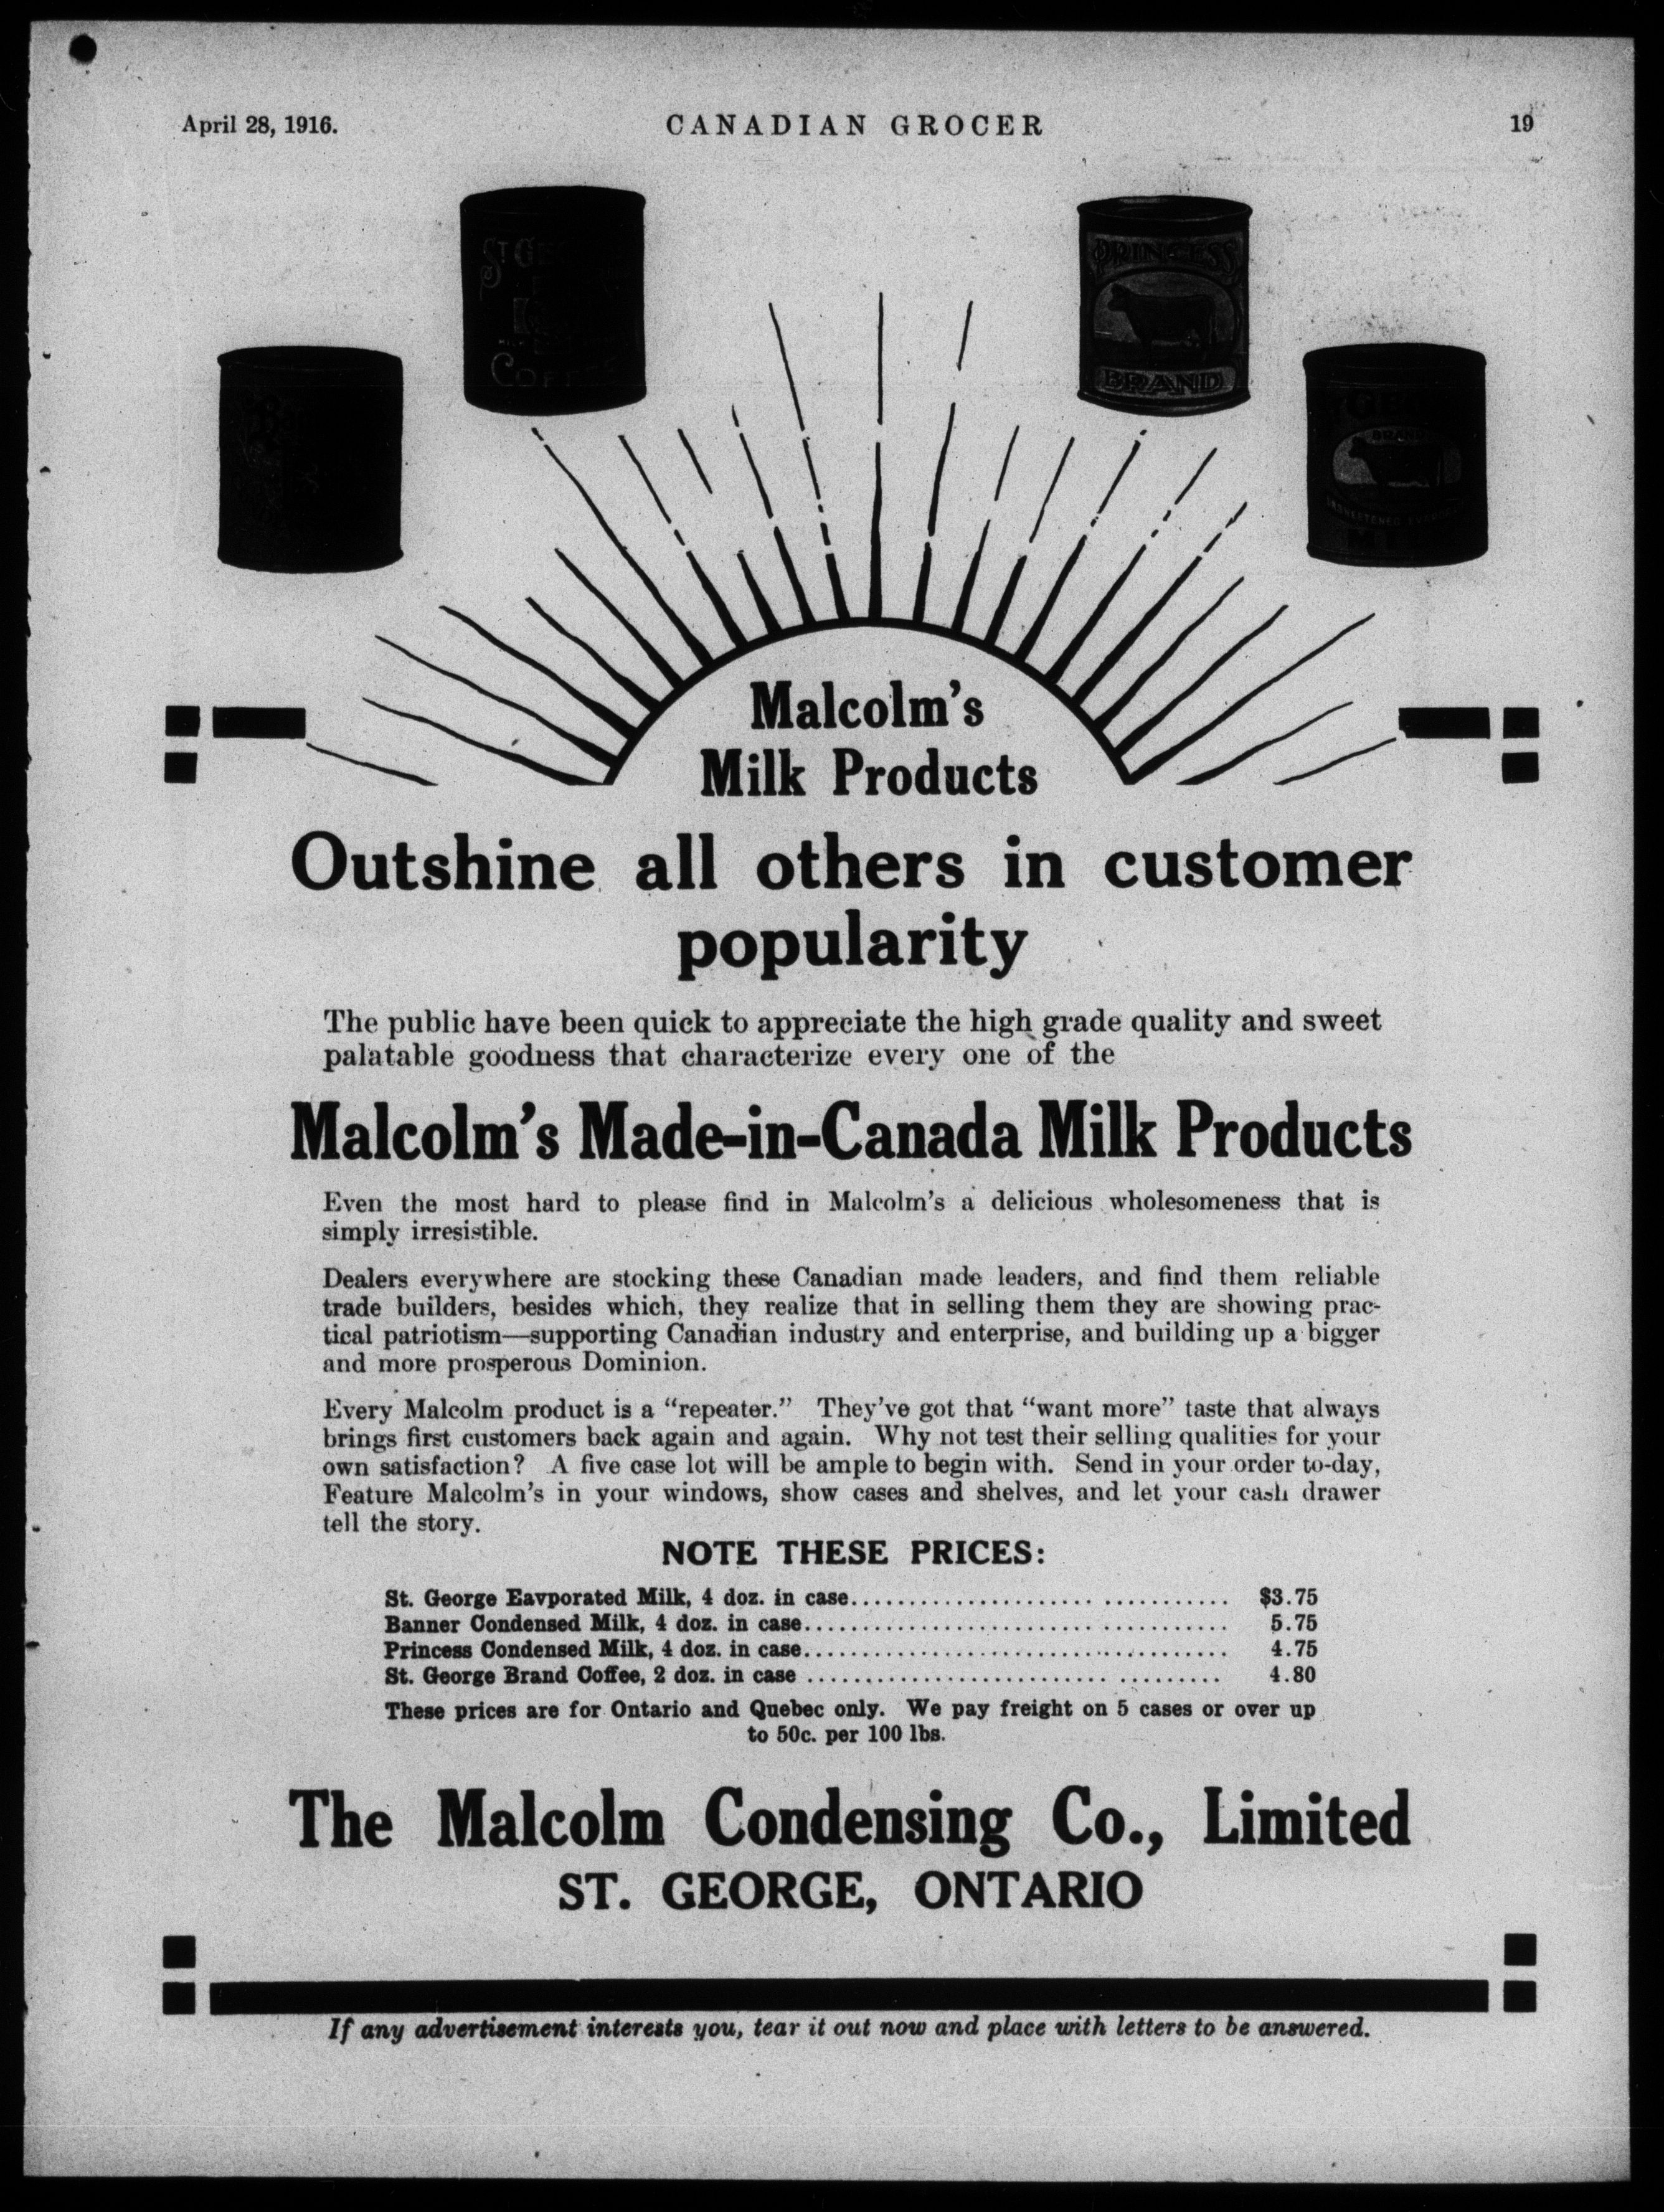 April 28, 1916.
CANADIAN GROCER
19
ST
COFF
PRINCESS
BRAND
BRAND
Malcolm's
Milk Products
Outshine all others in customer
popularity
The public have been quick to appreciate the high grade quality and sweet
palatable goodness that characterize every one of the
Malcolm's Made-in-Canada Milk Products
Even the most hard to please find in Malcolm's a delicious wholesomeness that is
simply irresistible.
Dealers everywhere are stocking these Canadian made leaders, and find them reliable
trade builders, besides which, they realize that in selling them they are showing prac-
tical patriotism—supporting Canadian industry and enterprise, and building up a bigger
and more prosperous Dominion.
Every Malcolm product is a "repeater." They've got that "want more" taste that always
brings first customers back again and again. Why not test their selling qualities for your
own satisfaction? A five case lot will be ample to begin with. Send in your order to-day,
Feature Malcolm's in your windows, show cases and shelves, and let your cash drawer
tell the story.
NOTE THESE PRICES:
St. George Eavporated Milk, 4 doz. in case................................ $3.75
Banner Condensed Milk, 4 doz. in case.................................... 5.75
Princess Condensed Milk, 4 doz. in case.................................... 4.75
St. George Brand Coffee, 2 doz. in case .................................. 4.80
These prices are for Ontario and Quebec only. We pay freight on 5 cases or over up
to 50c. per 100 lbs.
The Malcolm Condensing Co., Limited
ST. GEORGE, ONTARIO
If any advertisement interests you, tear it out now and place with letters to be answered.